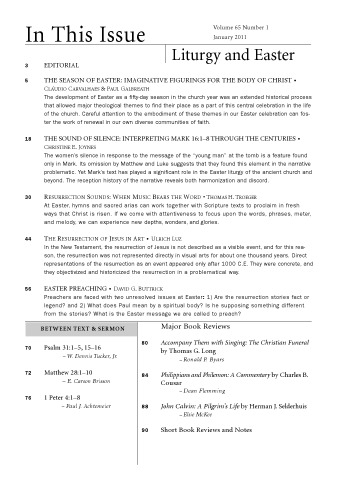 In This Issue
Volume 65 Number 1
January 2011
Liturgy and Easter
3 EDITORIAL
5 THE SEASON OF EASTER: IMAGINATIVE FIGURINGS FOR THE BODY OF CHRIST •
CLÁUDIO CARVALHAES & PAUL GALBREATH
The development of Easter as a fifty-day season in the church year was an extended historical process
that allowed major theological themes to find their place as a part of this central celebration in the life
of the church. Careful attention to the embodiment of these themes in our Easter celebration can fos-
ter the work of renewal in our own diverse communities of faith.
18 THE SOUND OF SILENCE: INTERPRETING MARK 16:1–8 THROUGH THE CENTURIES •
CHRISTINE E. JOYNES
The women's silence in response to the message of the "young man" at the tomb is a feature found
only in Mark. Its omission by Matthew and Luke suggests that they found this element in the narrative
problematic. Yet Mark's text has played a significant role in the Easter liturgy of the ancient church and
beyond. The reception history of the narrative reveals both harmonization and discord.
30 RESURRECTION SOUNDS: WHEN MUSIC BEARS THE WORD • THOMAS H. TROEGER
At Easter, hymns and sacred arias can work together with Scripture texts to proclaim in fresh
ways that Christ is risen. If we come with attentiveness to focus upon the words, phrases, meter,
and melody, we can experience new depths, wonders, and glories.
44 THE RESURRECTION OF JESUS IN ART • ULRICH LUZ
In the New Testament, the resurrection of Jesus is not described as a visible event, and for this rea-
son, the resurrection was not represented directly in visual arts for about one thousand years. Direct
representations of the resurrection as an event appeared only after 1000 C.E. They were concrete, and
they objectivized and historicized the resurrection in a problematic way.
56 EASTER PREACHING • DAVID G. BUTTRICK
Preachers are faced with two unresolved issues at Easter: 1) Are the resurrection stories fact or
legend? and 2) What does Paul mean by a spiritual body? Is he supposing something different
from the stories? What is the Easter message we are called to preach?
BETWEEN TEXT & SERMON
70 Psalm 31:1–5, 15–16
– W. Dennis Tucker, Jr
72 Matthew 28:1–10
– E. Carson Brisson
76 1 Peter 4:1–8
– Paul J. Achtemeier
Major Book Reviews
80 Accompany Them with Singing: The Christian Funeral
by Thomas G. Long
– Ronald P. Byars
84 Philippians and Philemon: A Commentary by Charles B.
Cousar
– Dean Flemming
88 John Calvin: A Pilgrim's Life by Herman J. Selderhuis
– Elsie McKee
90 Short Book Reviews and Notes